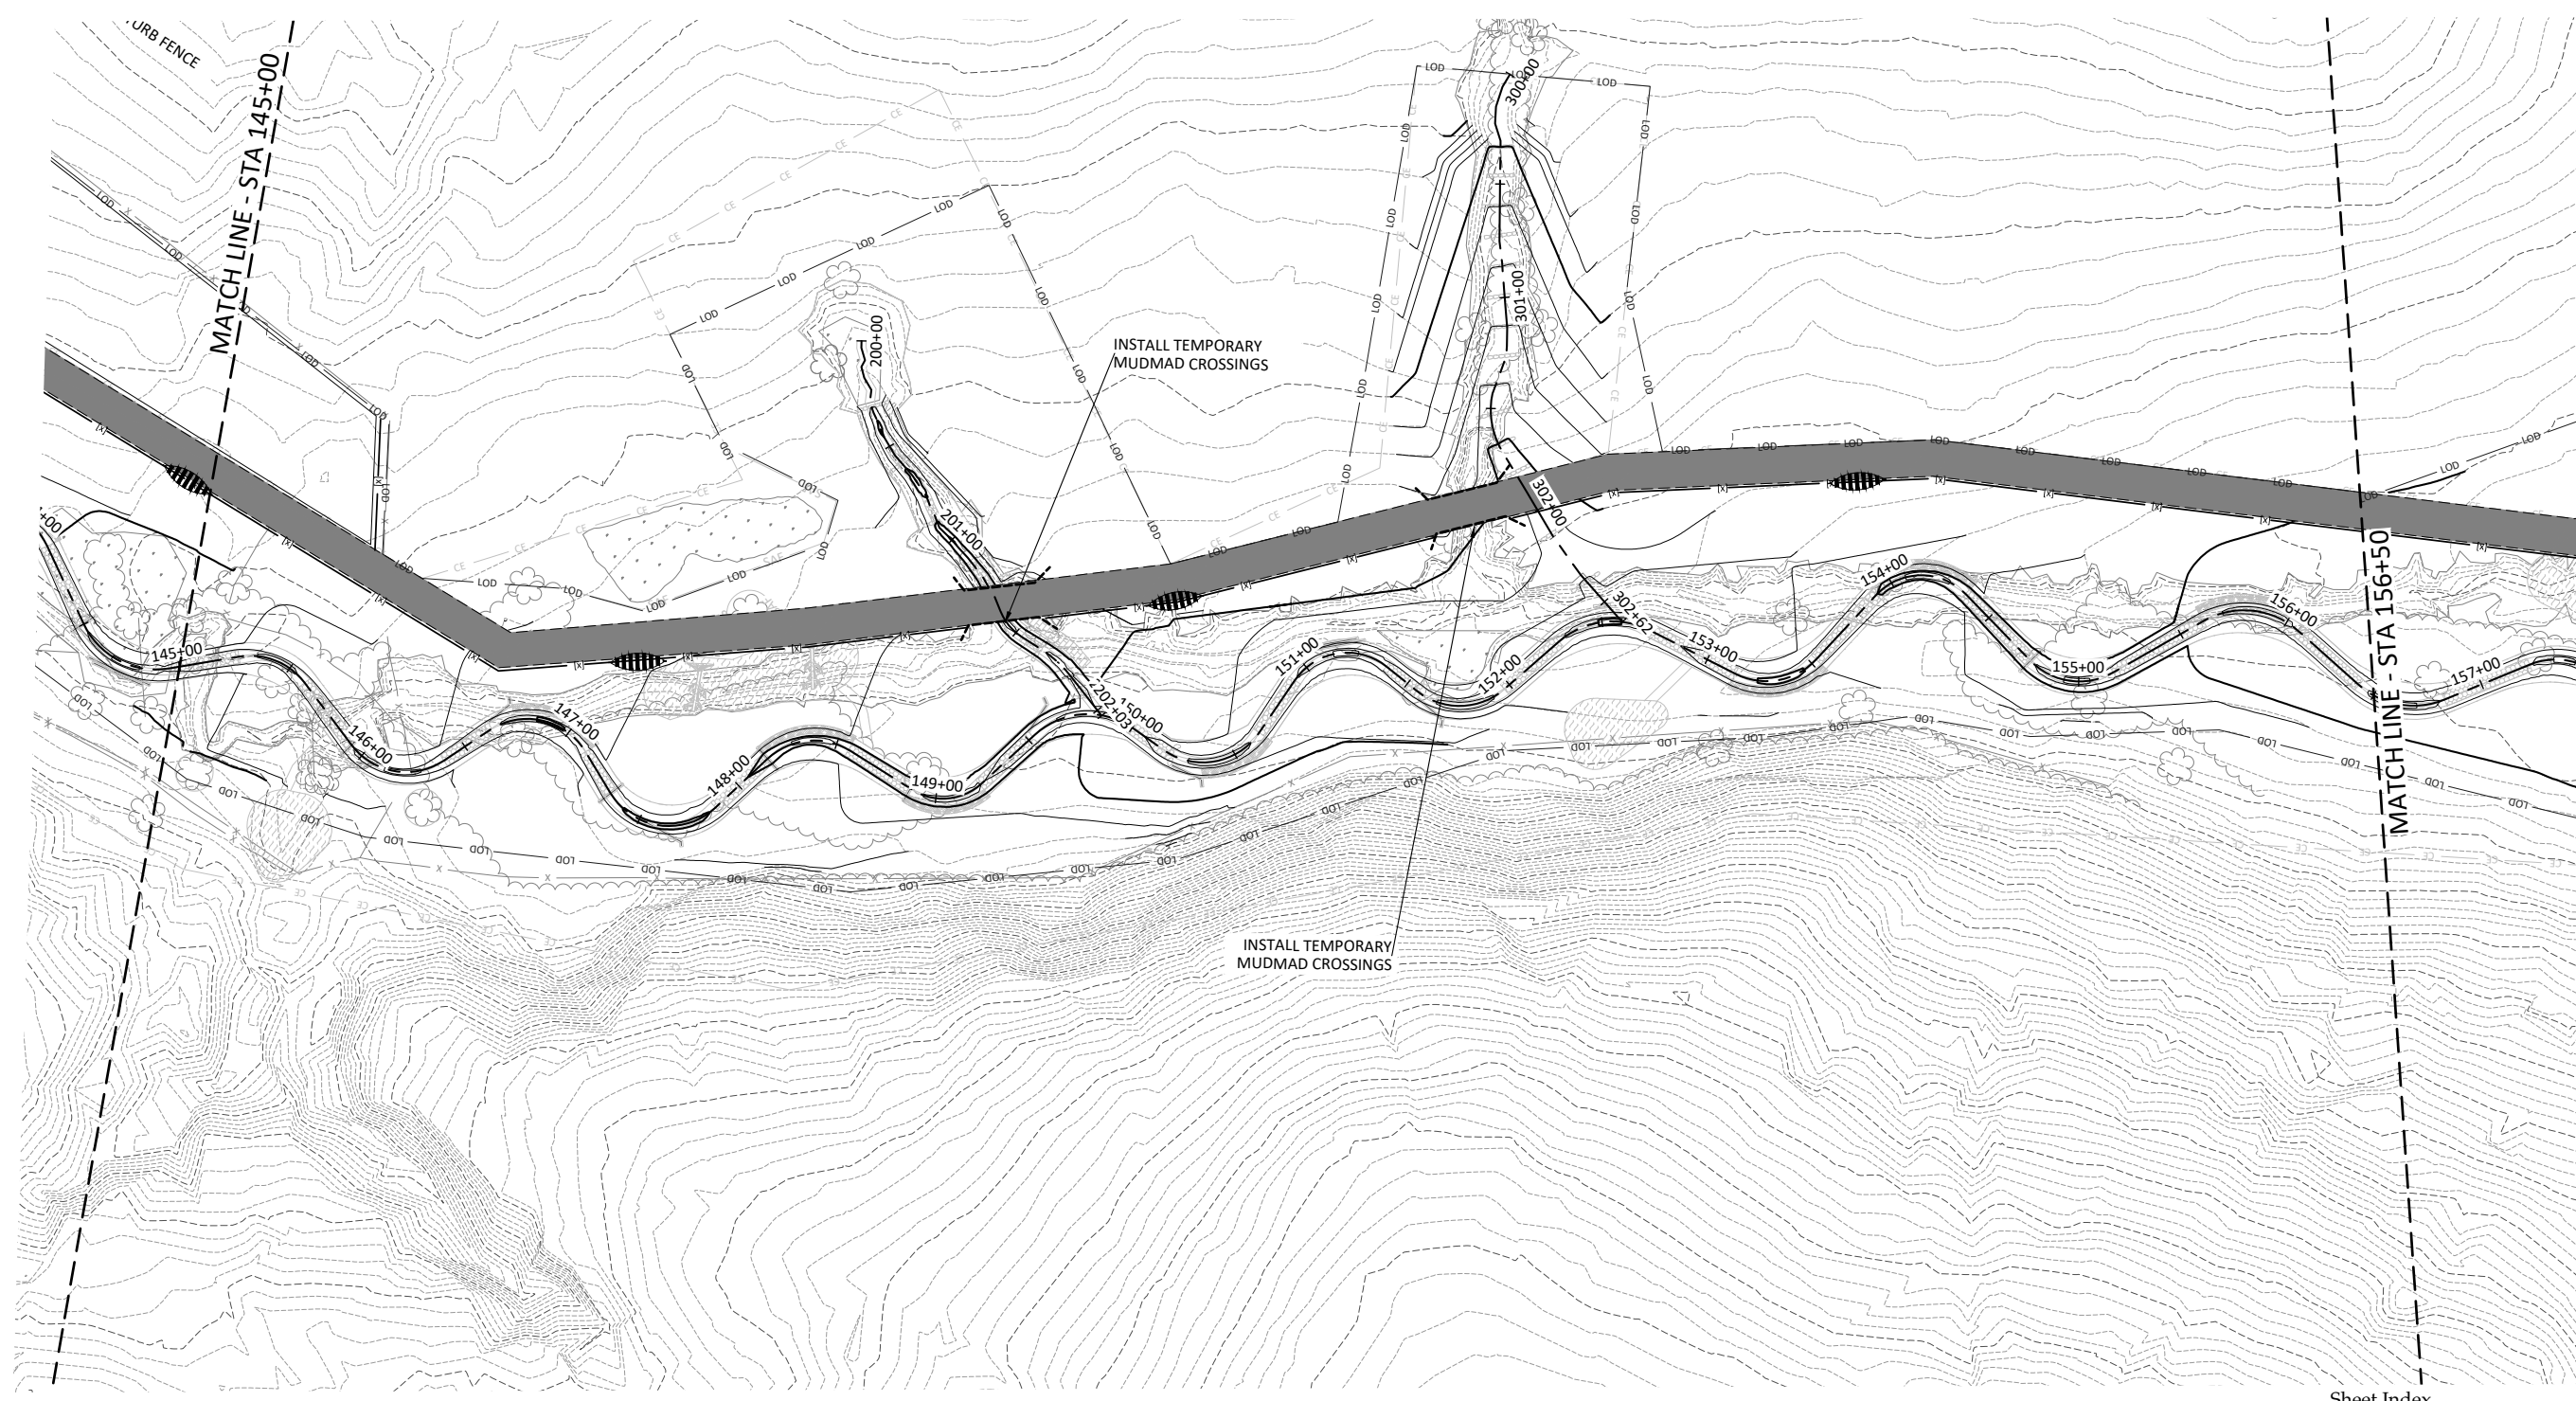 URB FENCE
MATCH LINE - STA 145+00
300+00
301+00
200+00
INSTALL TEMPORARY
MUDMAD CROSSINGS
302+00
201+00
+00
145+00
146+00
147+00
148+00
149+00
202+03
150+00
151+00
152+00
302+62
153+00
154+00
155+00
156+00
157+00
MATCH LINE - STA 156+50
INSTALL TEMPORARY
MUDMAD CROSSINGS
LOD
CE
SAF
X
[x]
Sheet Index